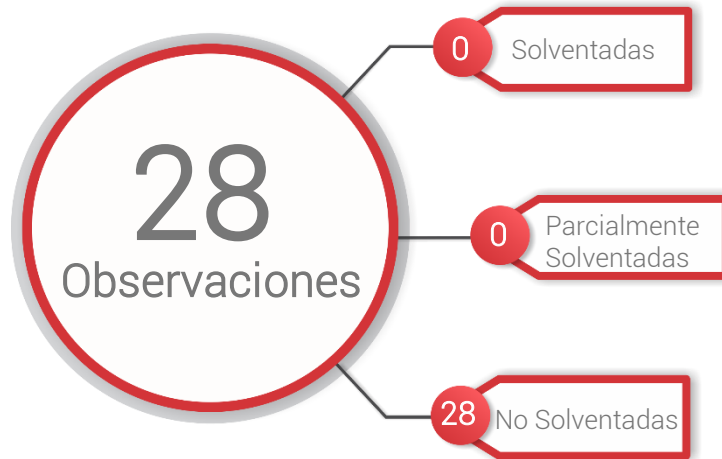 28
Observaciones
0
Solventadas
0
Parcialmente
Solventadas
28
No Solventadas